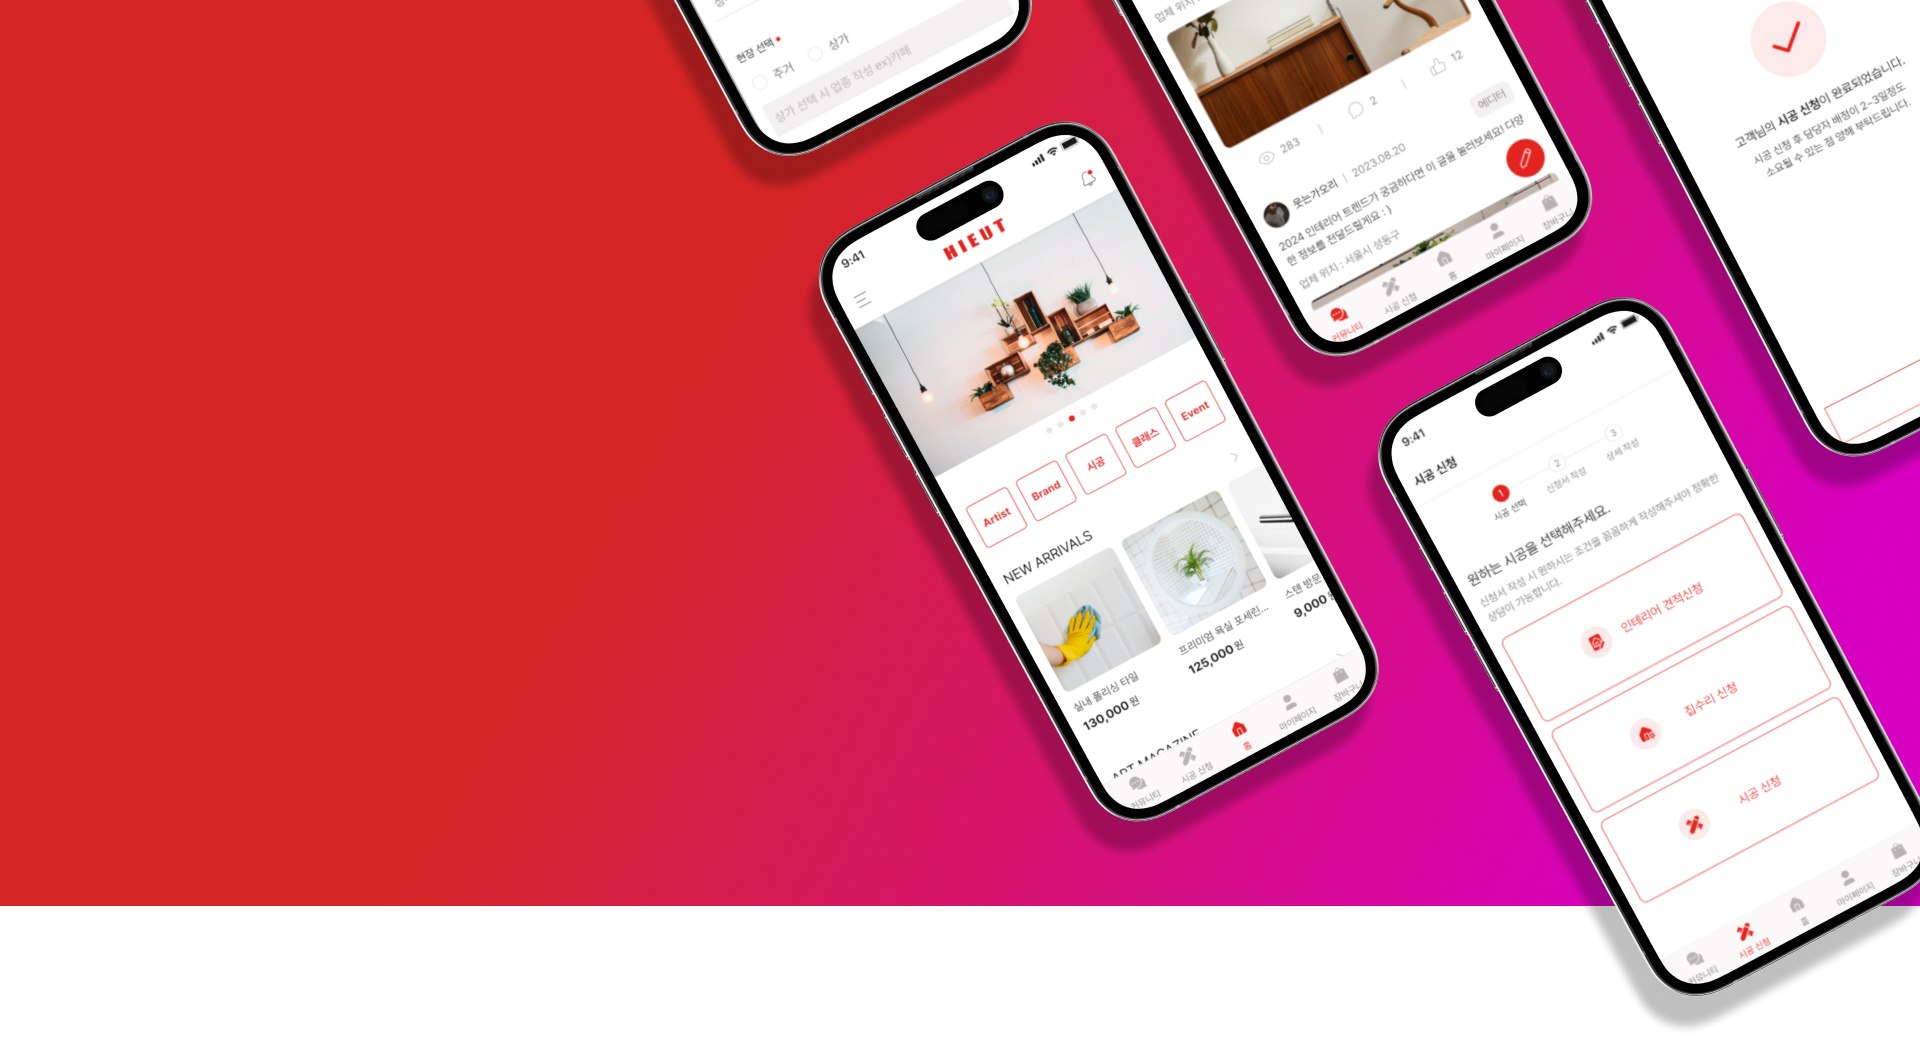 현장 선택
주거
상가
상가 선택 시 업종 작성 ex)카페
9:41
HIEUT
Artist
Brand
시공
클래스
Event
NEW ARRIVALS
실내 폴리싱 타일
130,000원
프리미엄 욕실 포세린...
125,000원
스텐 방문
9,000원
ART MAGAZINE
커뮤니티
시공 신청
홈
마이페이지
장바구니
업체 위치
283
2
12
에디터
웃는가오리 | 2023.08.20
2024 인테리어 트렌드가 궁금하다면 이 글을 눌러보세요! 다양
한 정보를 전달드릴게요 : )
업체 위치 : 서울시 성동구
커뮤니티
시공 신청
홈
마이페이지
장바구니
고객님의 시공 신청이 완료되었습니다.
시공 신청 후 담당자 배정이 2~3일정도
소요될 수 있는 점 양해 부탁드립니다.
9:41
시공 신청
1
시공 선택
2
신청서 작성
3
상세 작성
원하는 시공을 선택해주세요.
신청서 작성 시 원하시는 조건을 꼼꼼하게 작성해주셔야 정확한
상담이 가능합니다.
인테리어 견적신청
집수리 신청
시공 신청
커뮤니티
시공 신청
홈
마이페이지
장바구니